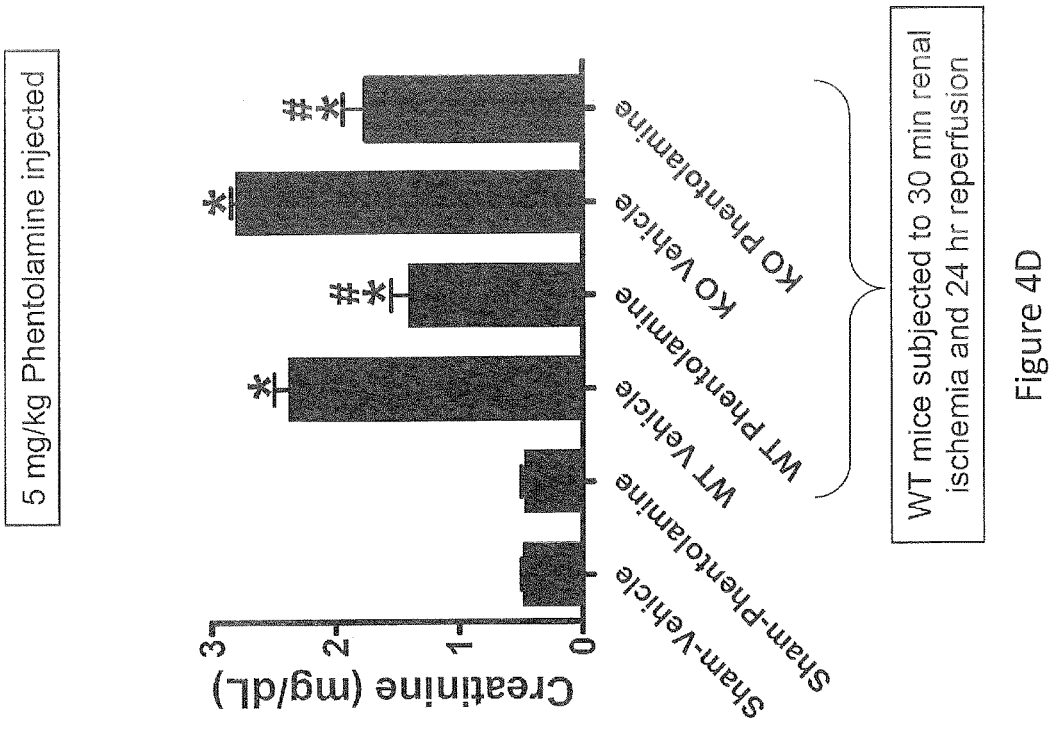 5 mg/kg Phentolamine injected
Creatinine (mg/dL)
3
2
1
0
*
#
*
*
#
*
Sham-Vehicle
Sham-Phentolamine
WT Vehicle
WT Phentolamine
KO Vehicle
KO Phentolamine
WT mice subjected to 30 min renal
ischemia and 24 hr reperfusion
Figure 4D